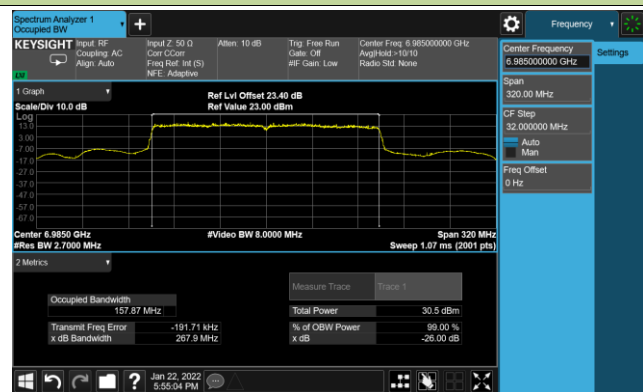 Spectrum Analyzer 1
Occupied BW
Frequency
KEYSIGHT
Input: RF
Coupling: AC
Align: Auto
Input Z: 50 Ω
Corr CCorr
Freq Ref: Int (S)
NFE: Adaptive
Atten: 10 dB
Trig: Free Run
Gate: Off
#IF Gain: Low
Center Freq: 6.985000000 GHz
Avg|Hold:>10/10
Radio Std: None
Center Frequency
6.985000000 GHz
Settings
Span
320.00 MHz
CF Step
32.000000 MHz
Auto
Man
Freq Offset
0 Hz
1 Graph
Scale/Div 10.0 dB
Ref Lvl Offset 23.40 dB
Ref Value 23.00 dBm
Log
13.0
3.00
-7.00
-17.0
-27.0
-37.0
-47.0
-57.0
-67.0
Center 6.9850 GHz
#Video BW 8.0000 MHz
Span 320 MHz
#Res BW 2.7000 MHz
Sweep 1.07 ms (2001 pts)
2 Metrics
Measure Trace
Trace 1
Occupied Bandwidth
157.87 MHz
Total Power
30.5 dBm
Transmit Freq Error
-191.71 kHz
% of OBW Power
99.00 %
x dB Bandwidth
267.9 MHz
x dB
-26.00 dB
Jan 22, 2022
5:55:04 PM